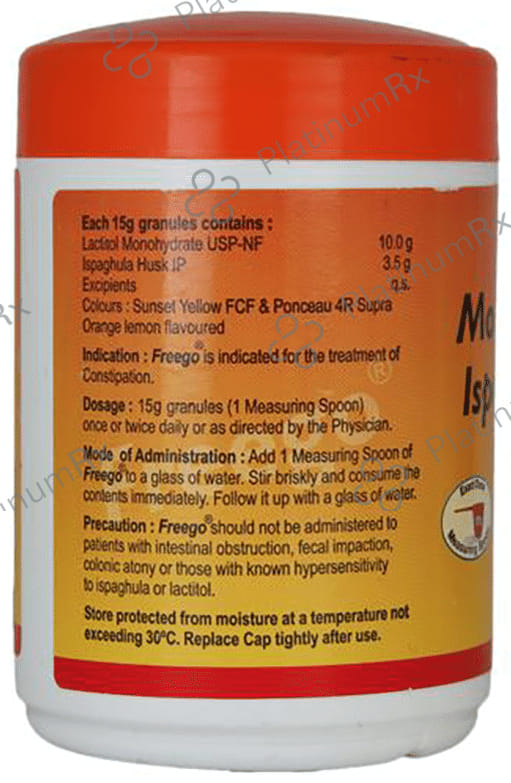 Each 15g granules contains :
Lactitol Monohydrate USP-NF 10.0 g
Ispaghula Husk IP 3.5 g
Excipients q.s.
Colours : Sunset Yellow FCF & Ponceau 4R Supra
Orange lemon flavoured
Indication : Freego® is indicated for the treatment of
Constipation.
Dosage : 15g granules (1 Measuring Spoon)
once or twice daily or as directed by the Physician.
Mode of Administration : Add 1 Measuring Spoon of
Freego® to a glass of water. Stir briskly and consume the
contents immediately. Follow it up with a glass of water.
Precaution : Freego® should not be administered to
patients with intestinal obstruction, fecal impaction,
colonic atony or those with known hypersensitivity
to ispaghula or lactitol.
Store protected from moisture at a temperature not
exceeding 30°C. Replace Cap tightly after use.
Freego®
Mo
Isp
PlatinumRx
PlatinumRx
PlatinumRx